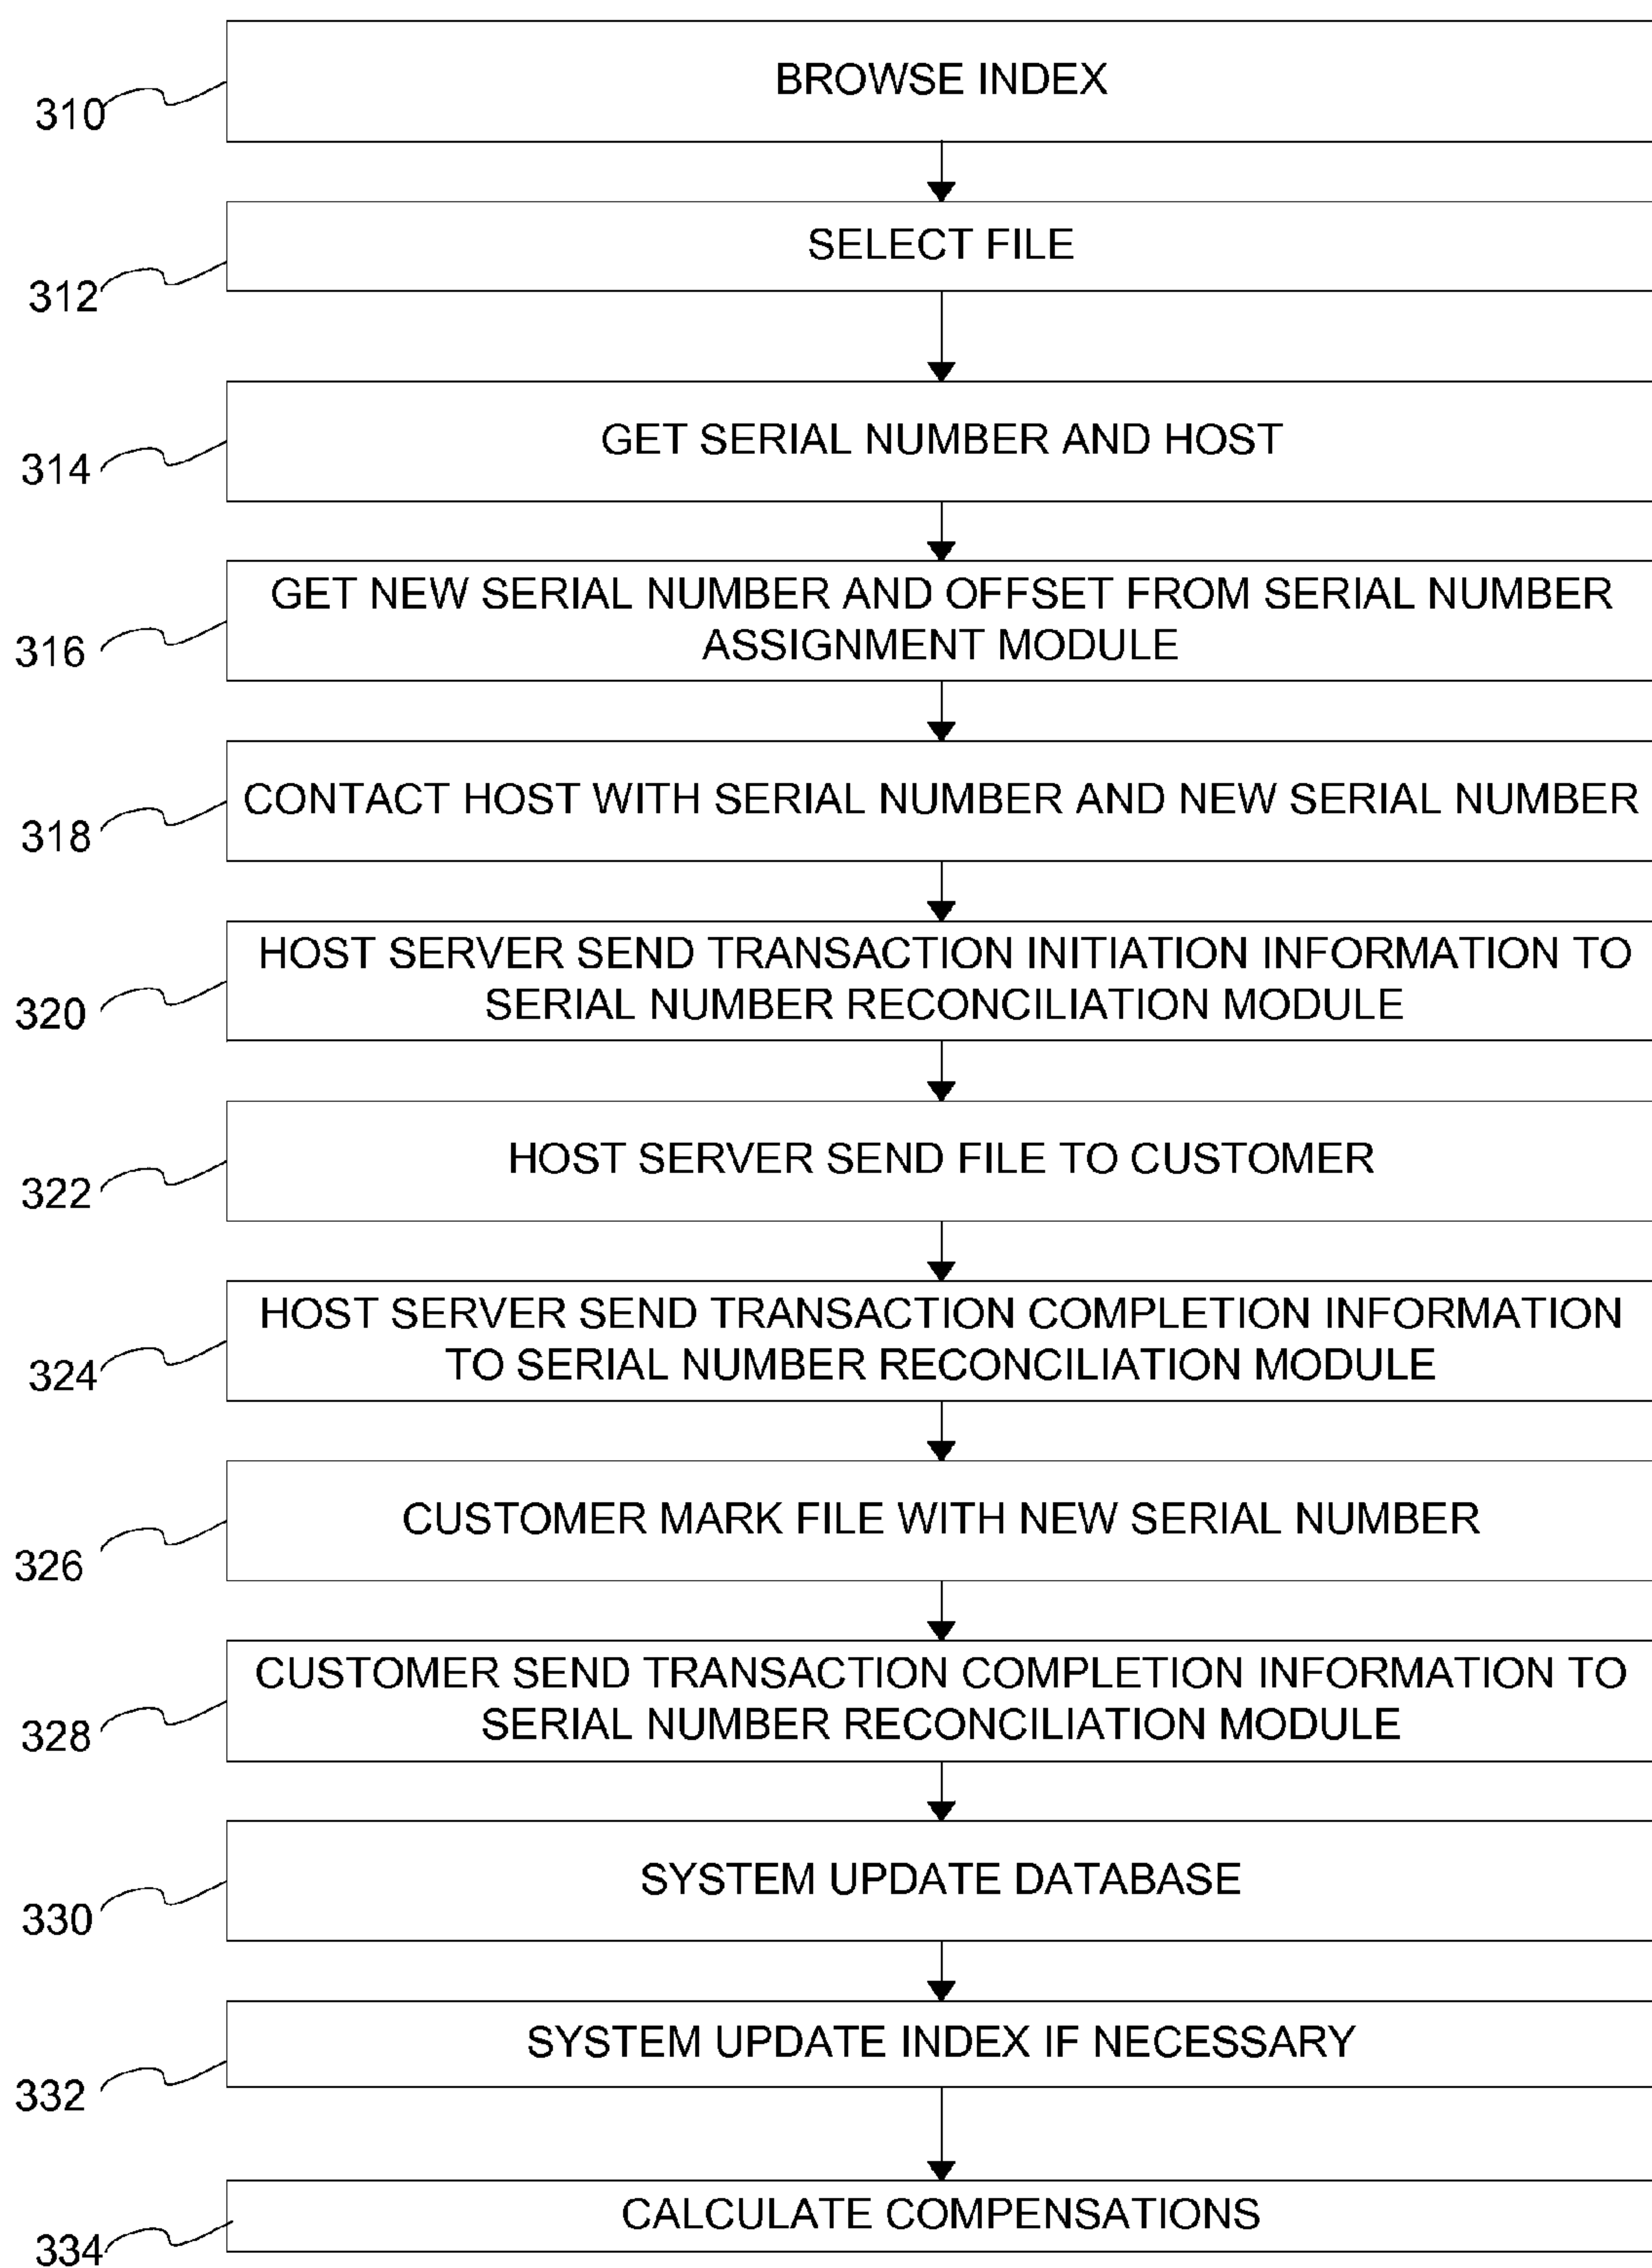 BROWSE INDEX
310
SELECT FILE
312
GET SERIAL NUMBER AND HOST
314
GET NEW SERIAL NUMBER AND OFFSET FROM SERIAL NUMBER
ASSIGNMENT MODULE
316
CONTACT HOST WITH SERIAL NUMBER AND NEW SERIAL NUMBER
318
HOST SERVER SEND TRANSACTION INITIATION INFORMATION TO
SERIAL NUMBER RECONCILIATION MODULE
320
HOST SERVER SEND FILE TO CUSTOMER
322
HOST SERVER SEND TRANSACTION COMPLETION INFORMATION
TO SERIAL NUMBER RECONCILIATION MODULE
324
CUSTOMER MARK FILE WITH NEW SERIAL NUMBER
326
CUSTOMER SEND TRANSACTION COMPLETION INFORMATION TO
SERIAL NUMBER RECONCILIATION MODULE
328
SYSTEM UPDATE DATABASE
330
SYSTEM UPDATE INDEX IF NECESSARY
332
CALCULATE COMPENSATIONS
334